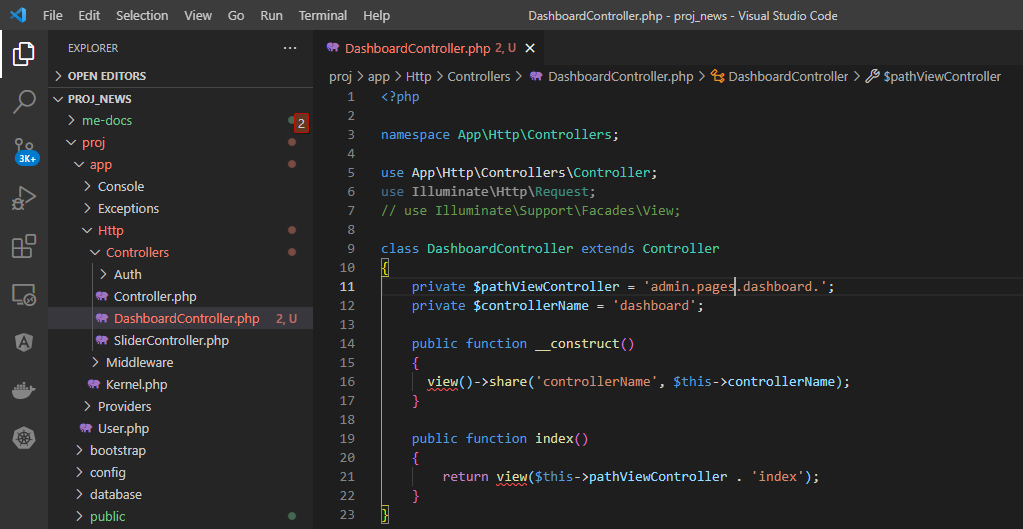 File Edit Selection View Go Run Terminal Help DashboardController.php - proj_news - Visual Studio Code
EXPLORER ...
OPEN EDITORS
PROJ_NEWS
me-docs 2
proj
app
Console
Exceptions
Http
Controllers
Auth
Controller.php
DashboardController.php 2, U
SliderController.php
Middleware
Kernel.php
Providers
User.php
bootstrap
config
database
public
3K+
DashboardController.php 2, U
proj > app > Http > Controllers > DashboardController.php > DashboardController > $pathViewController
1 <?php
2
3 namespace App\Http\Controllers;
4
5 use App\Http\Controllers\Controller;
6 use Illuminate\Http\Request;
7 // use Illuminate\Support\Facades\View;
8
9 class DashboardController extends Controller
10 {
11 private $pathViewController = 'admin.pages.dashboard.';
12 private $controllerName = 'dashboard';
13
14 public function __construct()
15 {
16 view()->share('controllerName', $this->controllerName);
17 }
18
19 public function index()
20 {
21 return view($this->pathViewController . 'index');
22 }
23 }